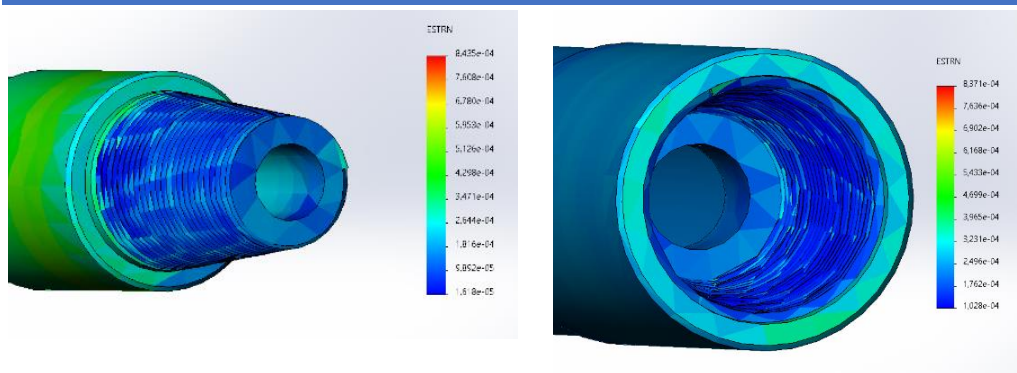 ESTRN
8,435e-04
7,608e-04
6,780e-04
5,953e-04
5,126e-04
4,298e-04
3,471e-04
2,644e-04
1,816e-04
9,892e-05
1,618e-05
ESTRN
8,371e-04
7,636e-04
6,902e-04
6,168e-04
5,433e-04
4,699e-04
3,965e-04
3,231e-04
2,496e-04
1,762e-04
1,028e-04